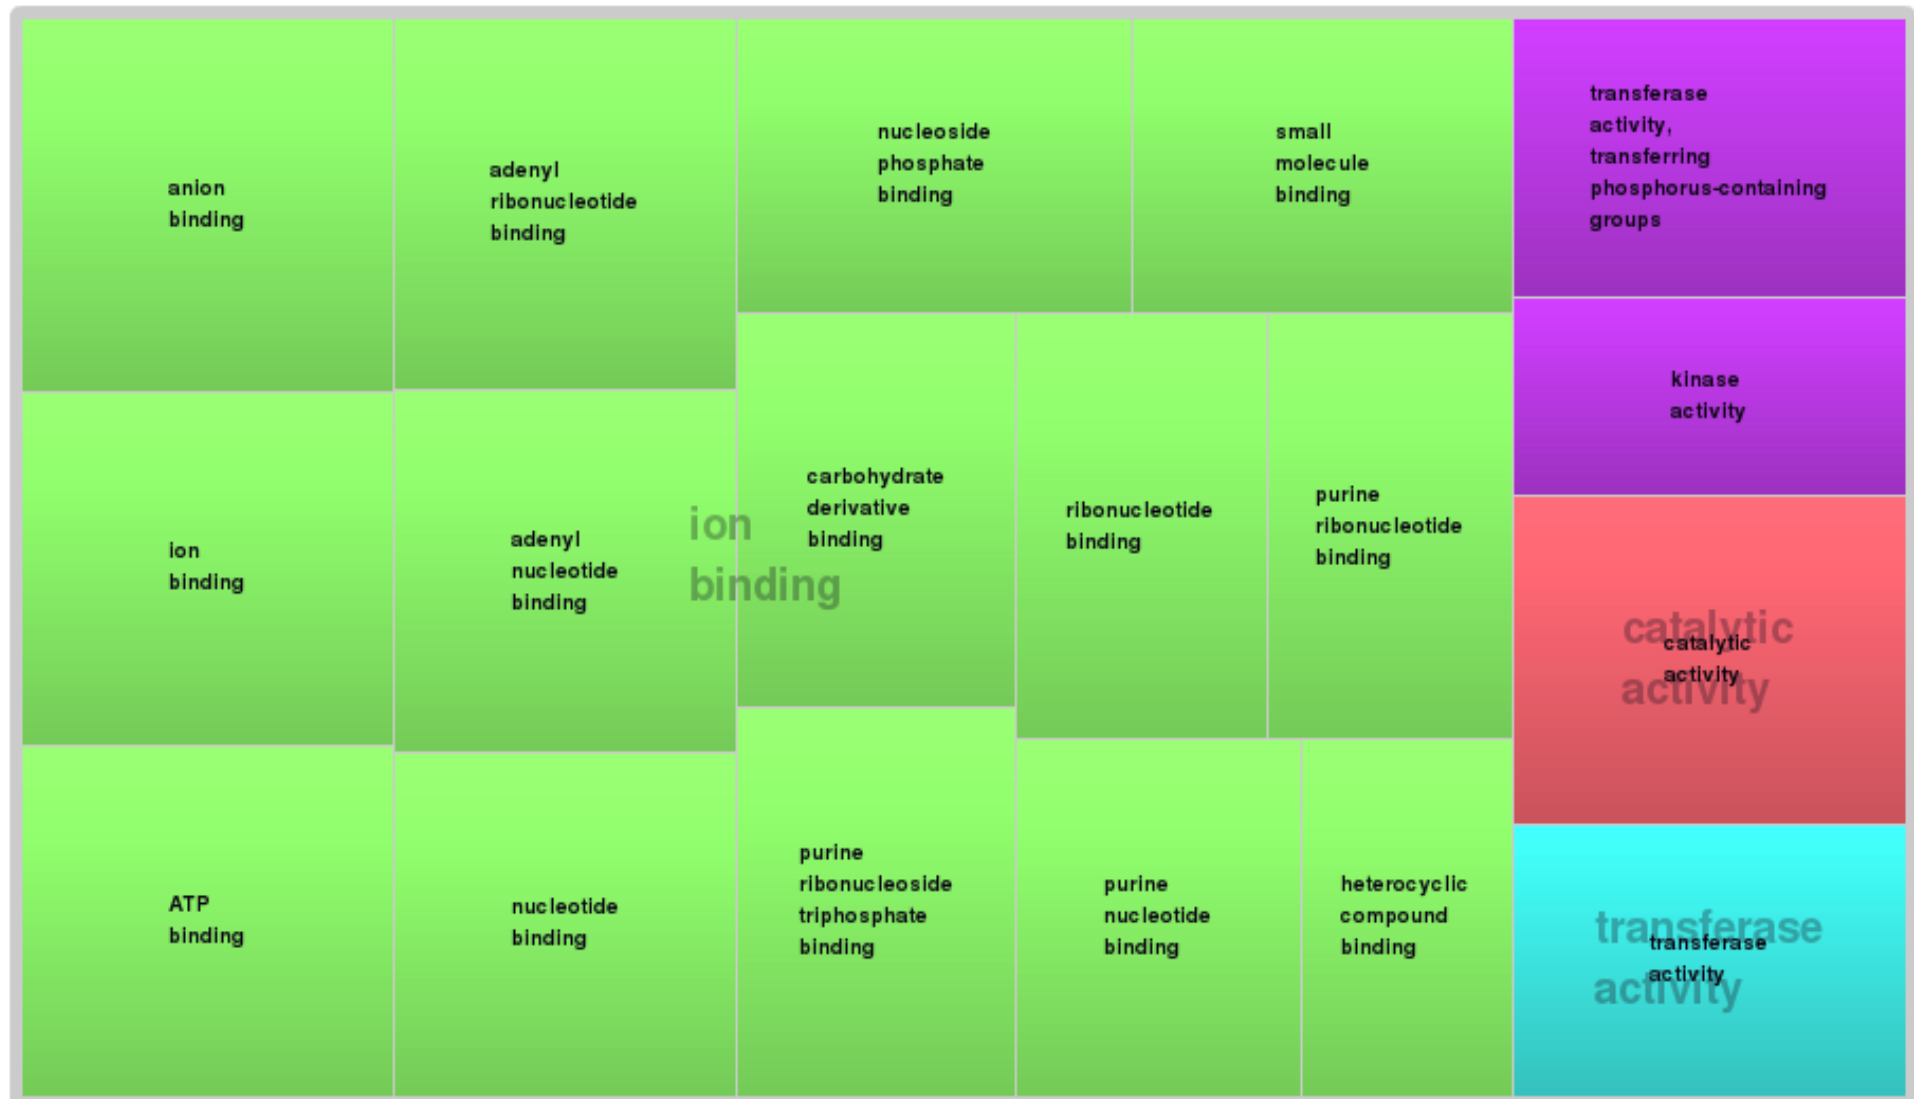 anion
binding
adenyl
ribonucleotide
binding
nucleoside
phosphate
binding
small
molecule
binding
transferase
activity,
transferring
phosphorus-containing
groups
kinase
activity
ion
binding
adenyl
nucleotide
binding
ion
binding
carbohydrate
derivative
binding
ribonucleotide
binding
purine
ribonucleotide
binding
catalytic
activity
catalytic
activity
ATP
binding
nucleotide
binding
purine
ribonucleoside
triphosphate
binding
purine
nucleotide
binding
heterocyclic
compound
binding
transferase
activity
transferase
activity